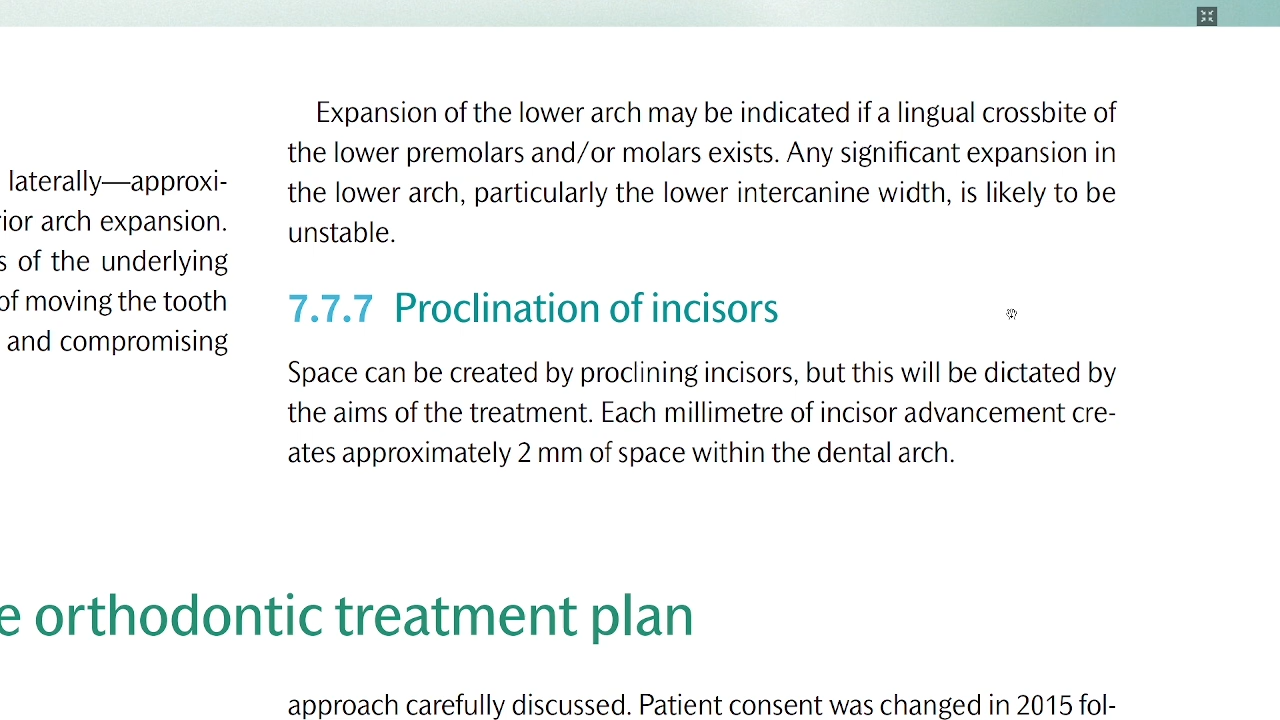 laterally—approxi-
arch expansion.
of the underlying
of moving the tooth
and compromising
Expansion of the lower arch may be indicated if a lingual crossbite of
the lower premolars and/or molars exists. Any significant expansion in
the lower arch, particularly the lower intercanine width, is likely to be
unstable.
7.7.7 Proclination of incisors
Space can be created by proclining incisors, but this will be dictated by
the aims of the treatment. Each millimetre of incisor advancement cre-
ates approximately 2 mm of space within the dental arch.
orthodontic treatment plan
approach carefully discussed. Patient consent was changed in 2015 fol-